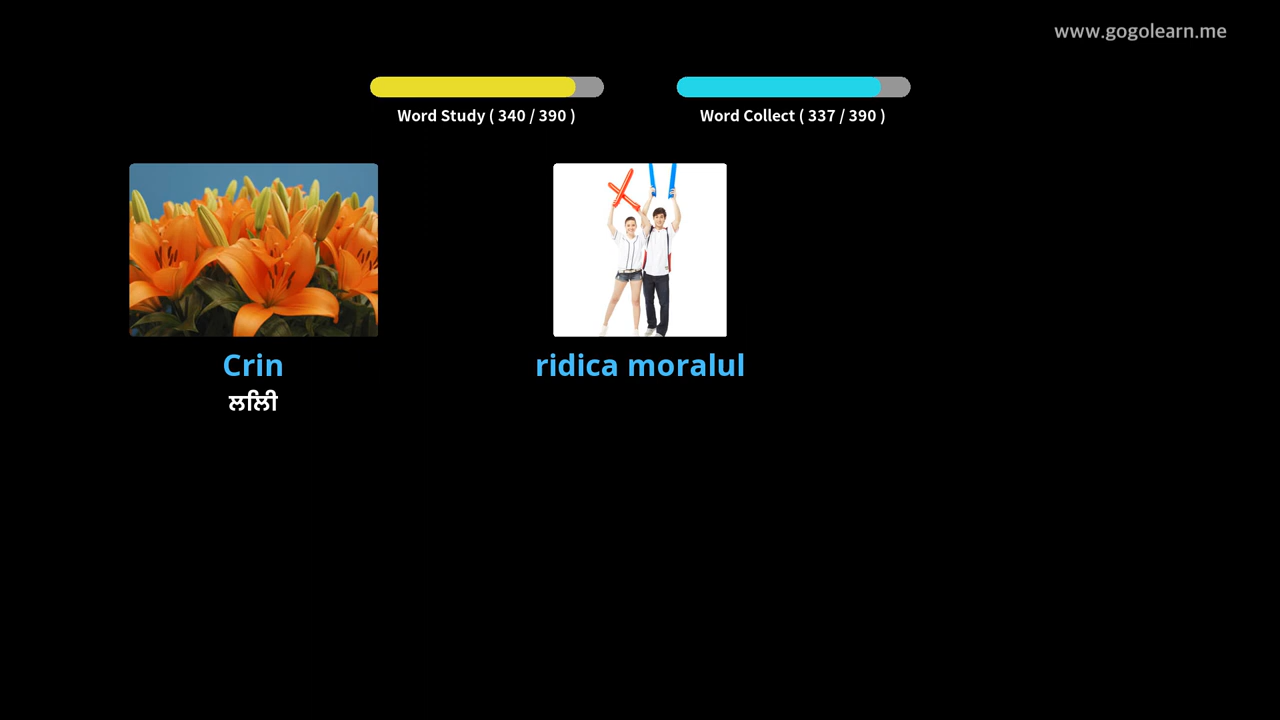 www.gogolearn.me
Word Study ( 340 / 390 )
Word Collect ( 337 / 390 )
Crin
ਲਲਿੀ
ridica moralul